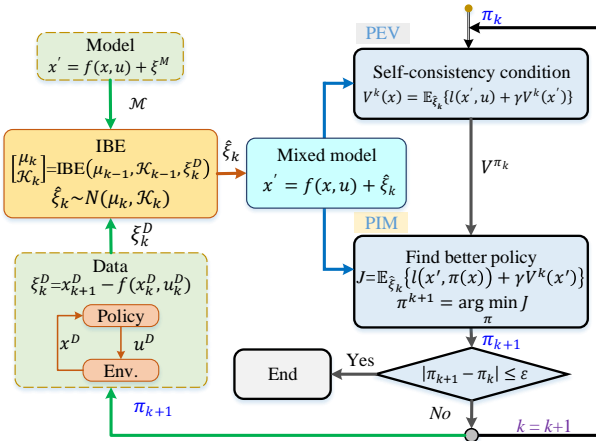 Model
x' = f(x, u) + ξ^M
ℳ
IBE
[μ_k 𝒦_k]=IBE(μ_{k−1}, 𝒦_{k−1}, ξ_k^D)
ξ̂_k~N(μ_k, 𝒦_k)
ξ̂_k
ξ_k^D
Data
ξ_k^D=x_{k+1}^D − f(x_k^D, u_k^D)
Policy
x^D
u^D
Env.
π_{k+1}
Mixed model
x' = f(x, u) + ξ̂_k
π_k
PEV
Self-consistency condition
V^k(x) = 𝔼_{ξ̂_k}{l(x', u) + γV^k(x')}
V^{π_k}
PIM
Find better policy
J=𝔼_{ξ̂_k}{l(x', π(x)) + γV^k(x')}
π^{k+1} = arg min J
π
π_{k+1}
Yes
End
|π_{k+1} − π_k| ≤ ε
No
k = k+1